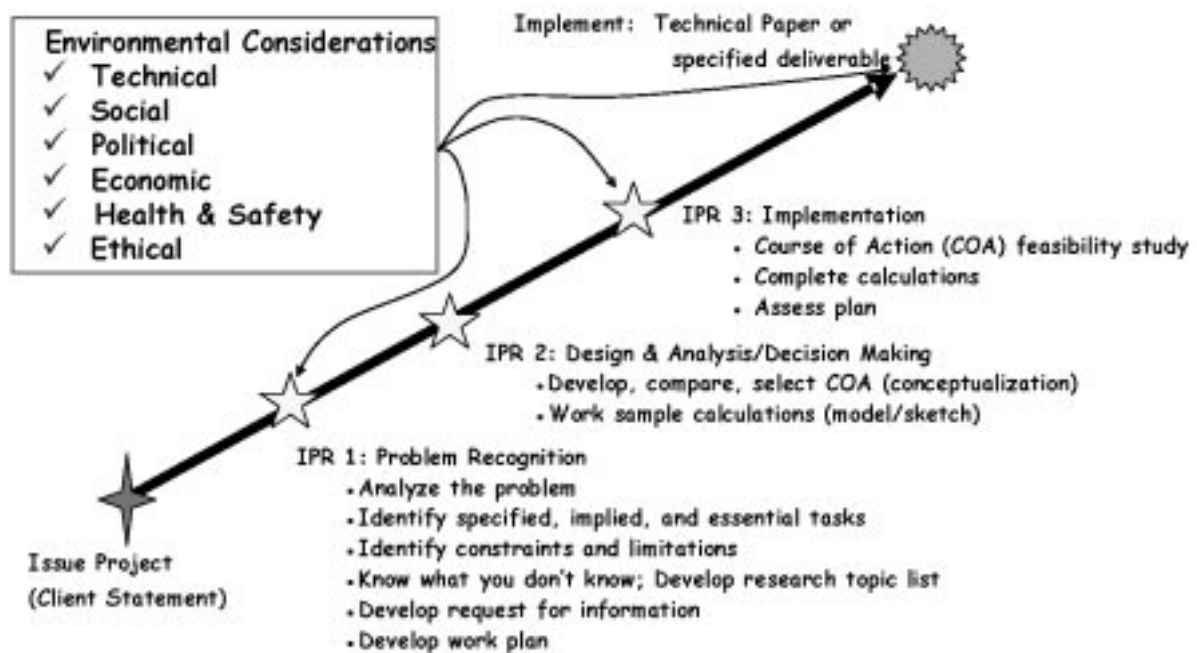 Environmental Considerations
✓ Technical
✓ Social
✓ Political
✓ Economic
✓ Health & Safety
✓ Ethical
Implement: Technical Paper or
specified deliverable
IPR 3: Implementation
• Course of Action (COA) feasibility study
• Complete calculations
• Assess plan
IPR 2: Design & Analysis/Decision Making
•Develop, compare, select COA (conceptualization)
•Work sample calculations (model/sketch)
IPR 1: Problem Recognition
•Analyze the problem
•Identify specified, implied, and essential tasks
•Identify constraints and limitations
•Know what you don't know; Develop research topic list
•Develop request for information
•Develop work plan
Issue Project
(Client Statement)